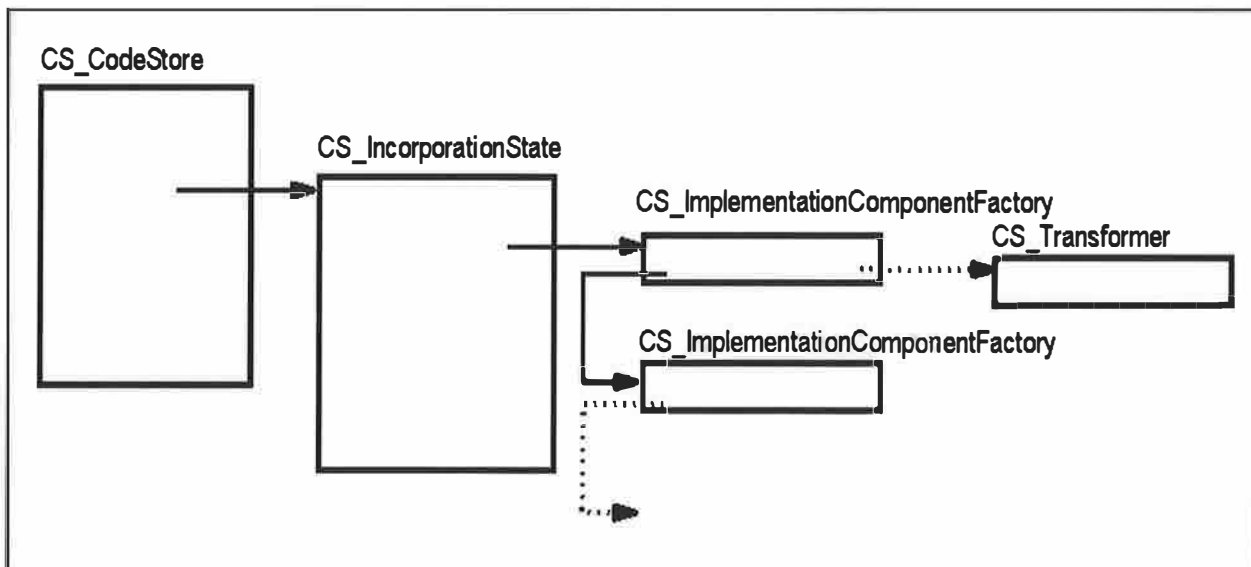 CS_CodeStore
CS_IncorporationState
CS_ImplementationComponentFactory
CS_Transformer
CS_ImplementationComponentFactory